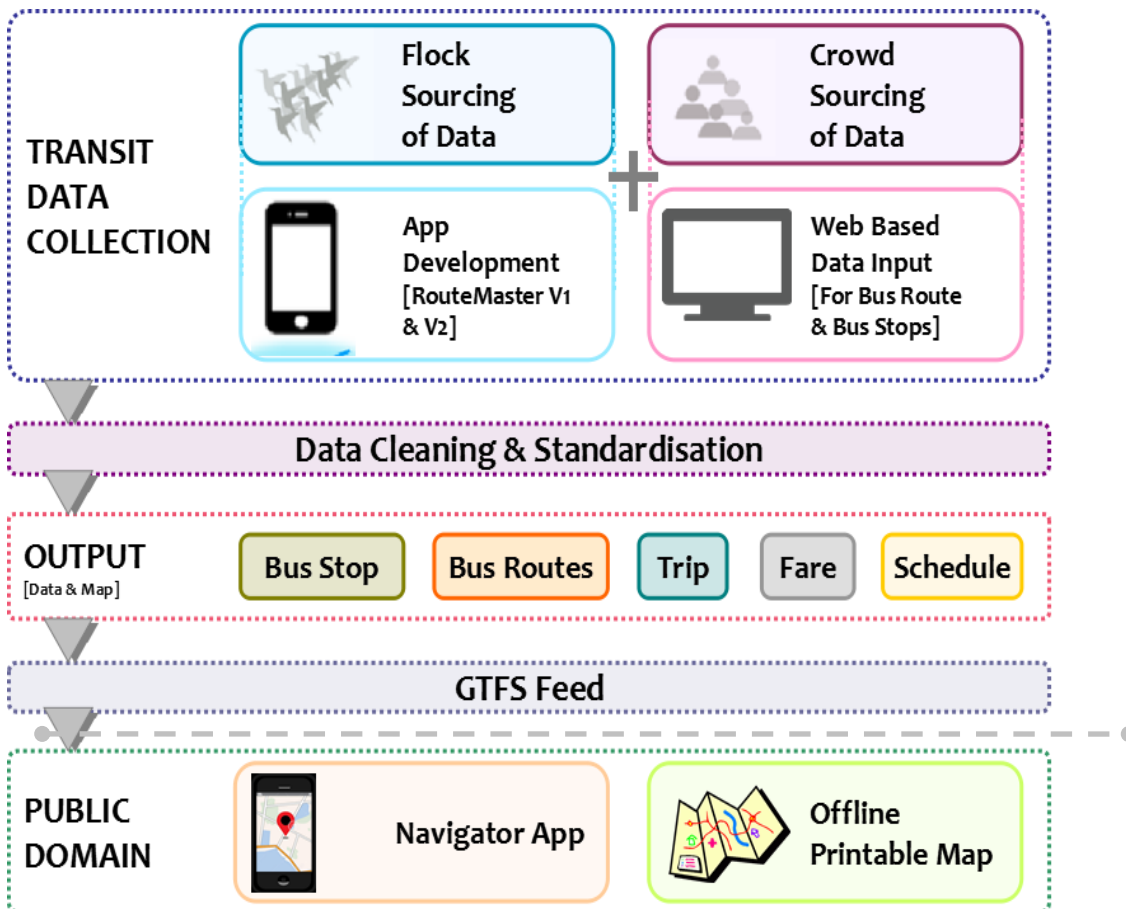 TRANSIT
DATA
COLLECTION
Flock
Sourcing
of Data
Crowd
Sourcing
of Data
App
Development
[RouteMaster V1
& V2]
Web Based
Data Input
[For Bus Route
& Bus Stops]
Data Cleaning & Standardisation
OUTPUT
[Data & Map]
Bus Stop
Bus Routes
Trip
Fare
Schedule
GTFS Feed
PUBLIC
DOMAIN
Navigator App
Offline
Printable Map